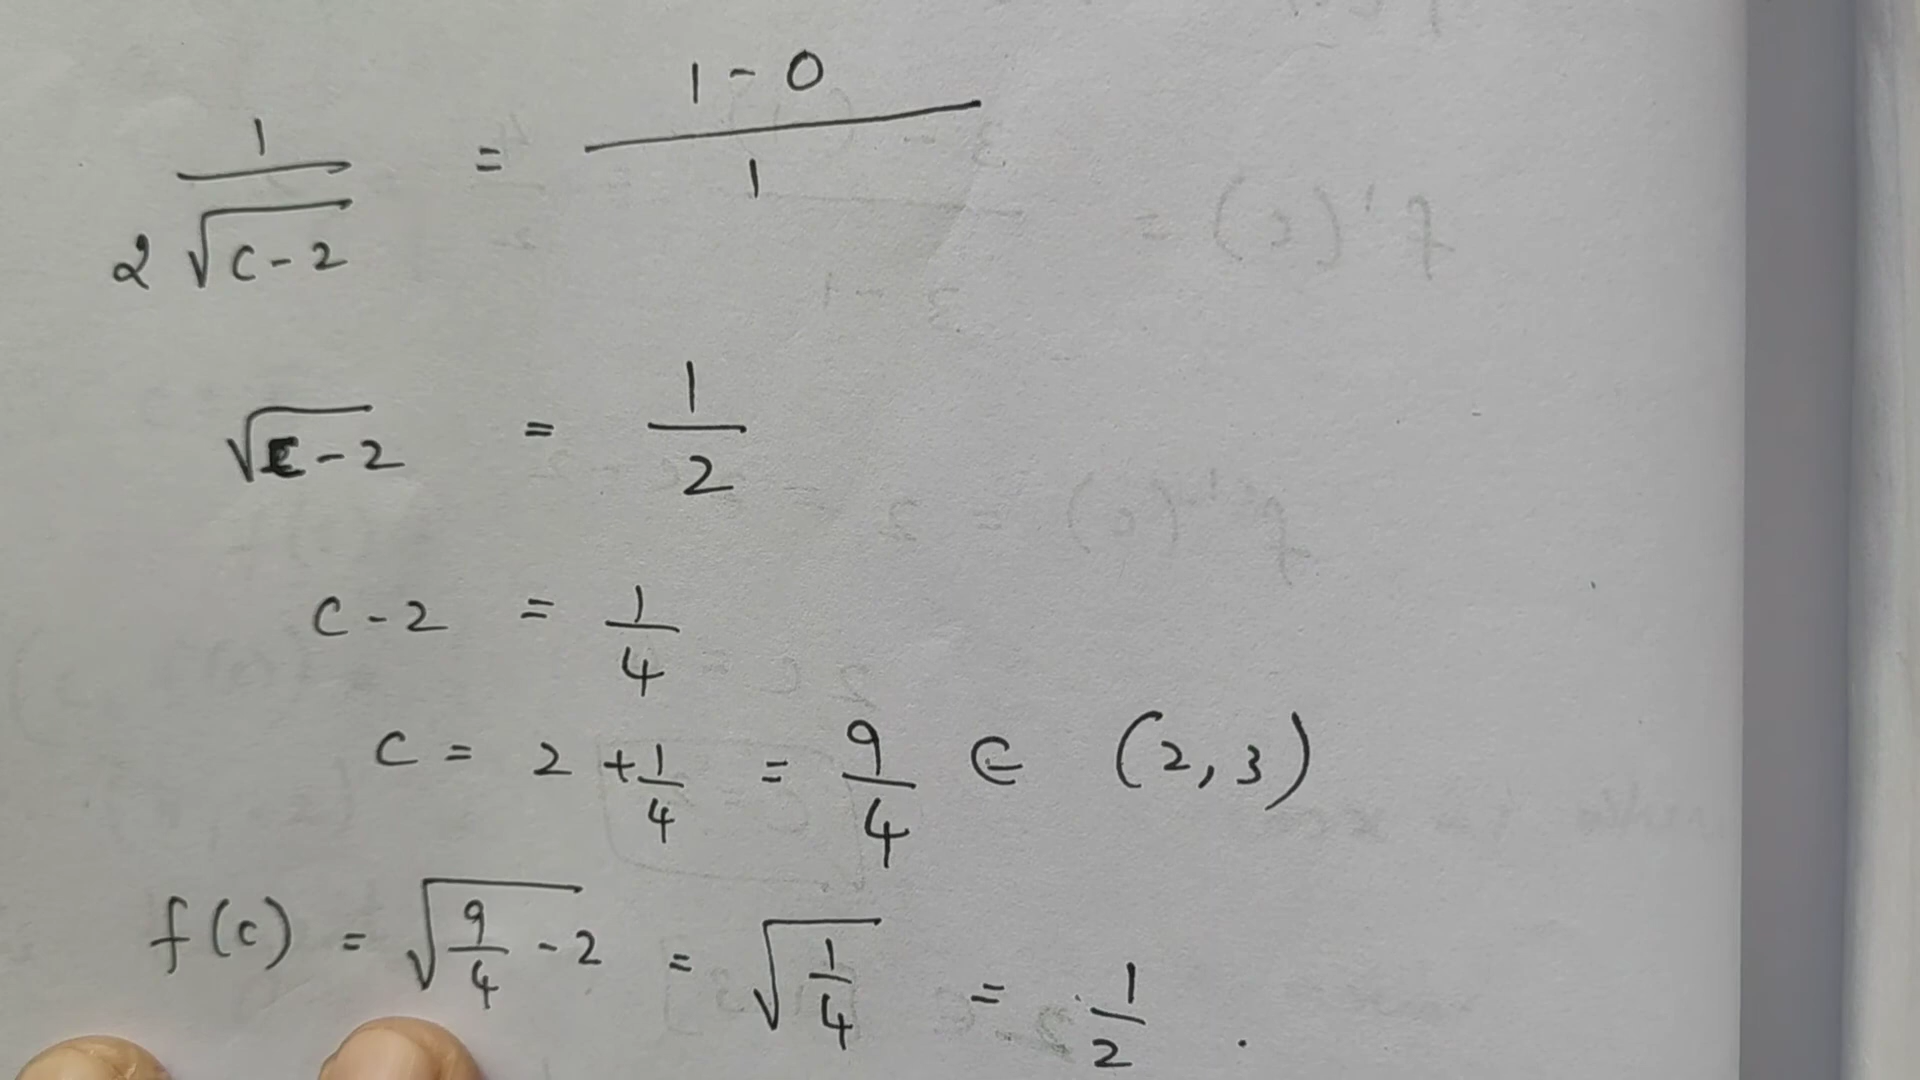 1/(2√(c-2)) = (1-0)/1
√(c-2) = 1/2
c-2 = 1/4
c = 2+1/4 = 9/4 ∈ (2,3)
f(c) = √(9/4 -2) = √(1/4) = 1/2.